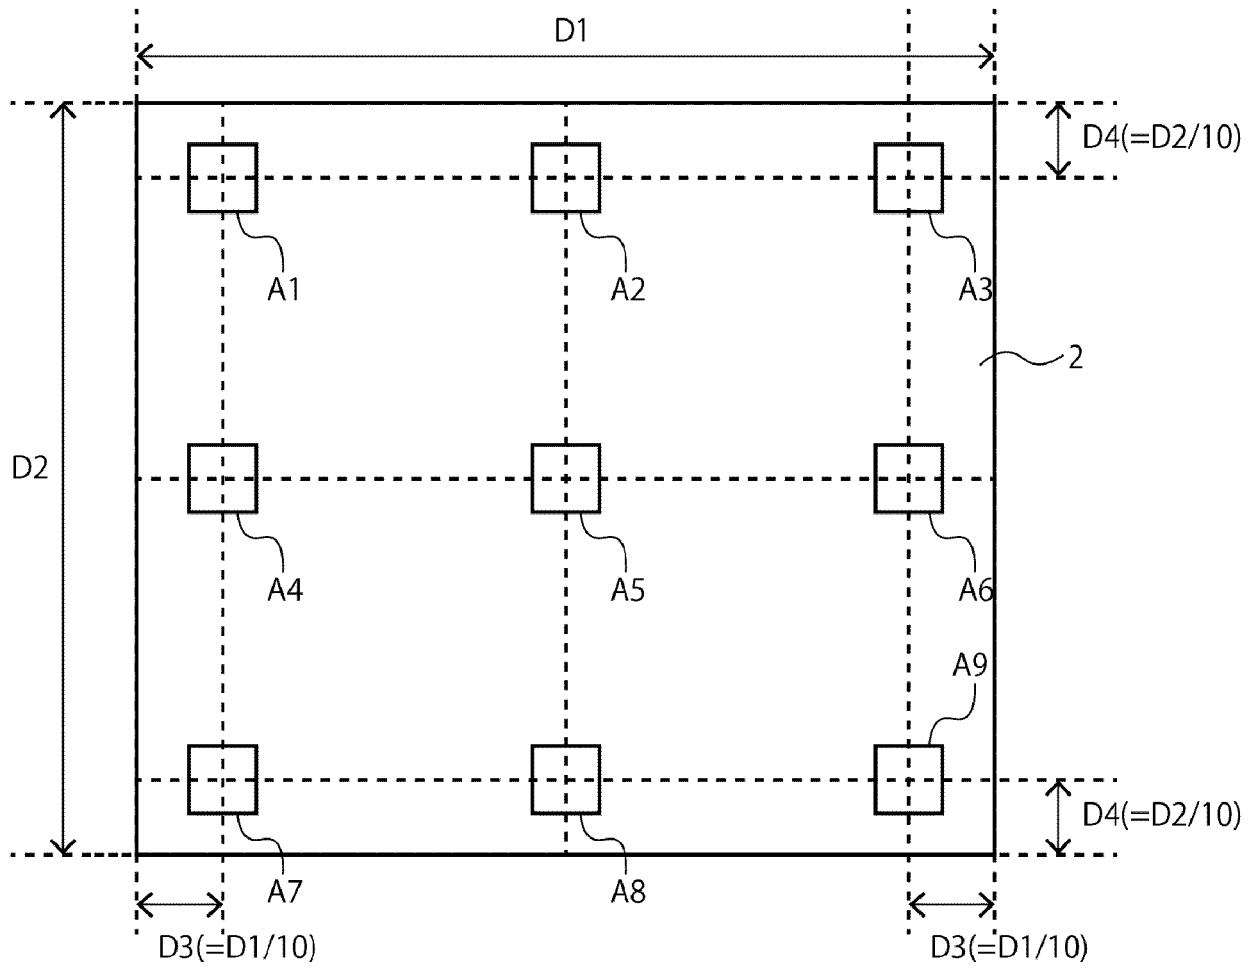 D1
D2
D4(=D2/10)
A1
A2
A3
2
A4
A5
A6
A9
D4(=D2/10)
A7
A8
D3(=D1/10)
D3(=D1/10)